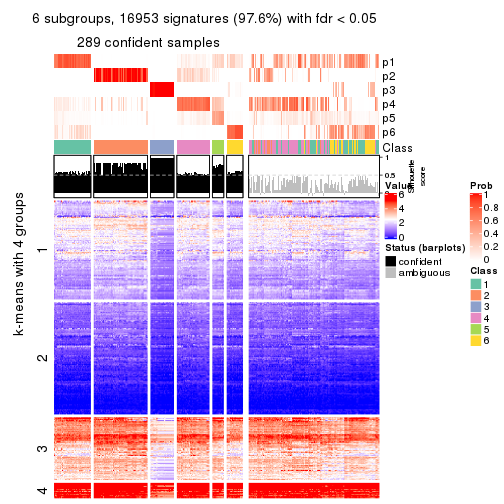 6 subgroups, 16953 signatures (97.6%) with fdr < 0.05
289 confident samples
p1
p2
p3
p4
p5
p6
Class
1
0.5
0
Silhouette
score
k-means with 4 groups
1
2
3
4
Value
6
4
2
0
Status (barplots)
confident
ambiguous
Prob
1
0.8
0.6
0.4
0.2
0
Class
1
2
3
4
5
6